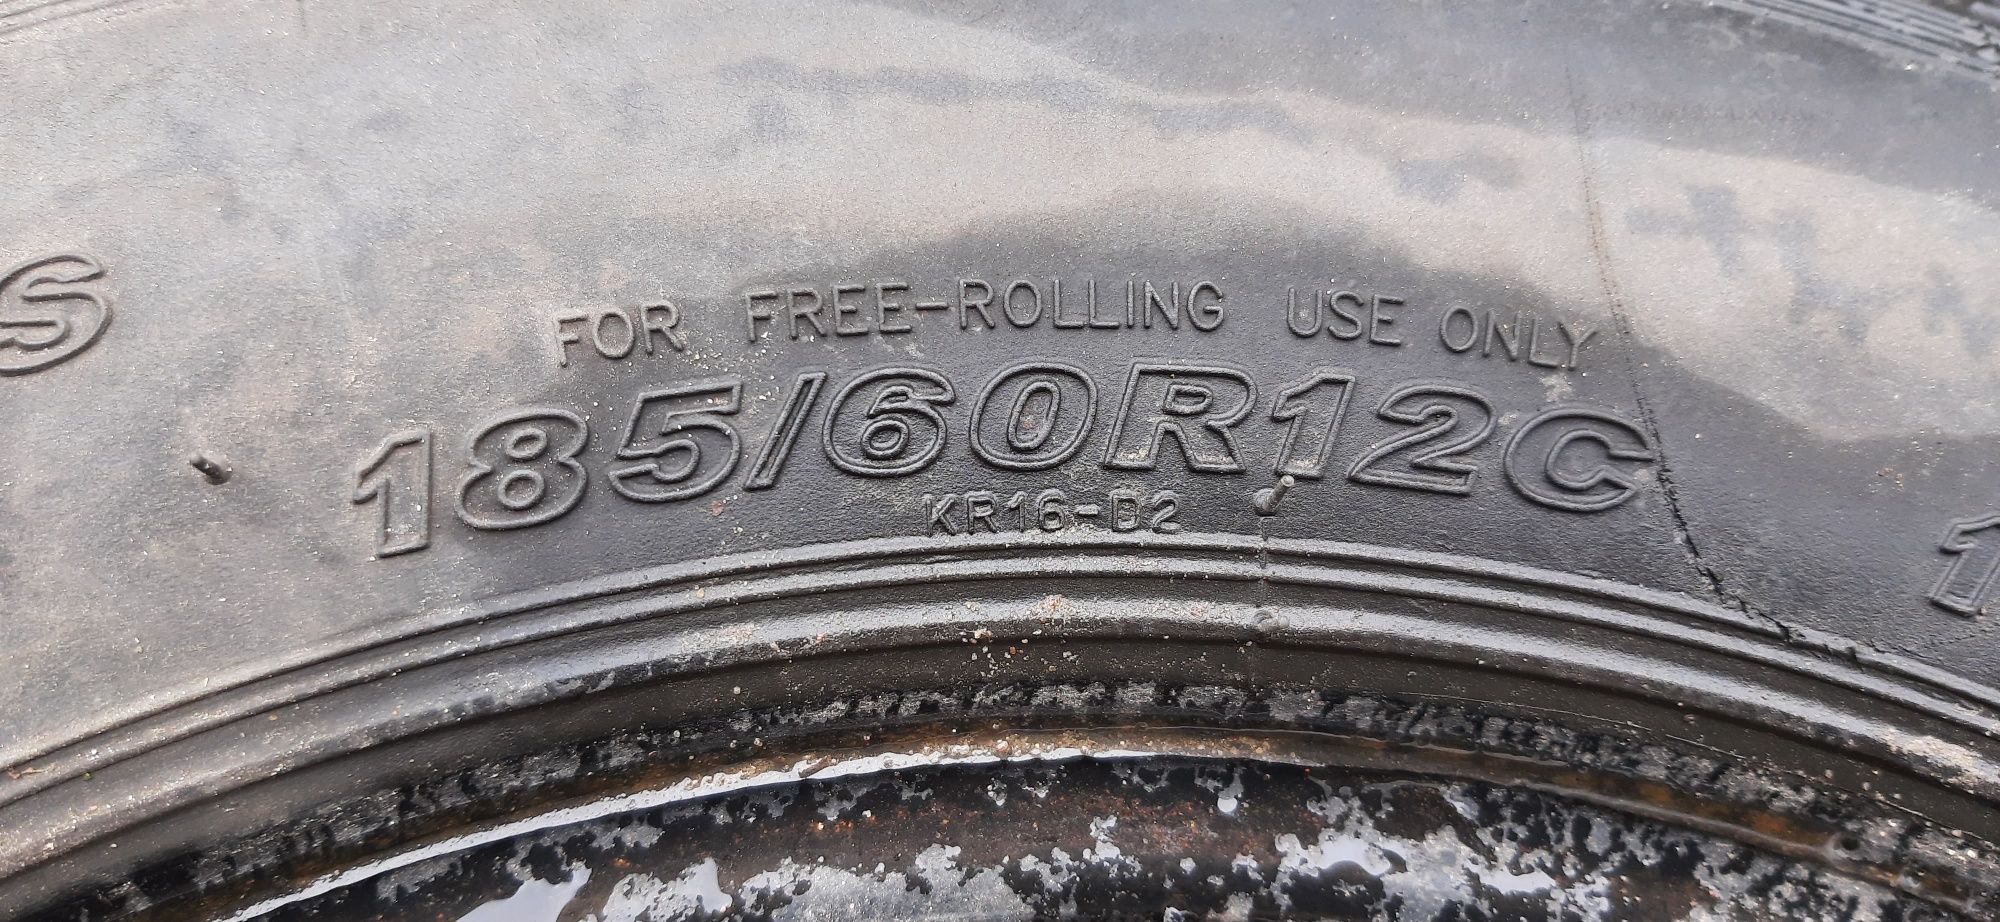 FOR FREE-ROLLING USE ONLY
185/60R12C
KR16-D2